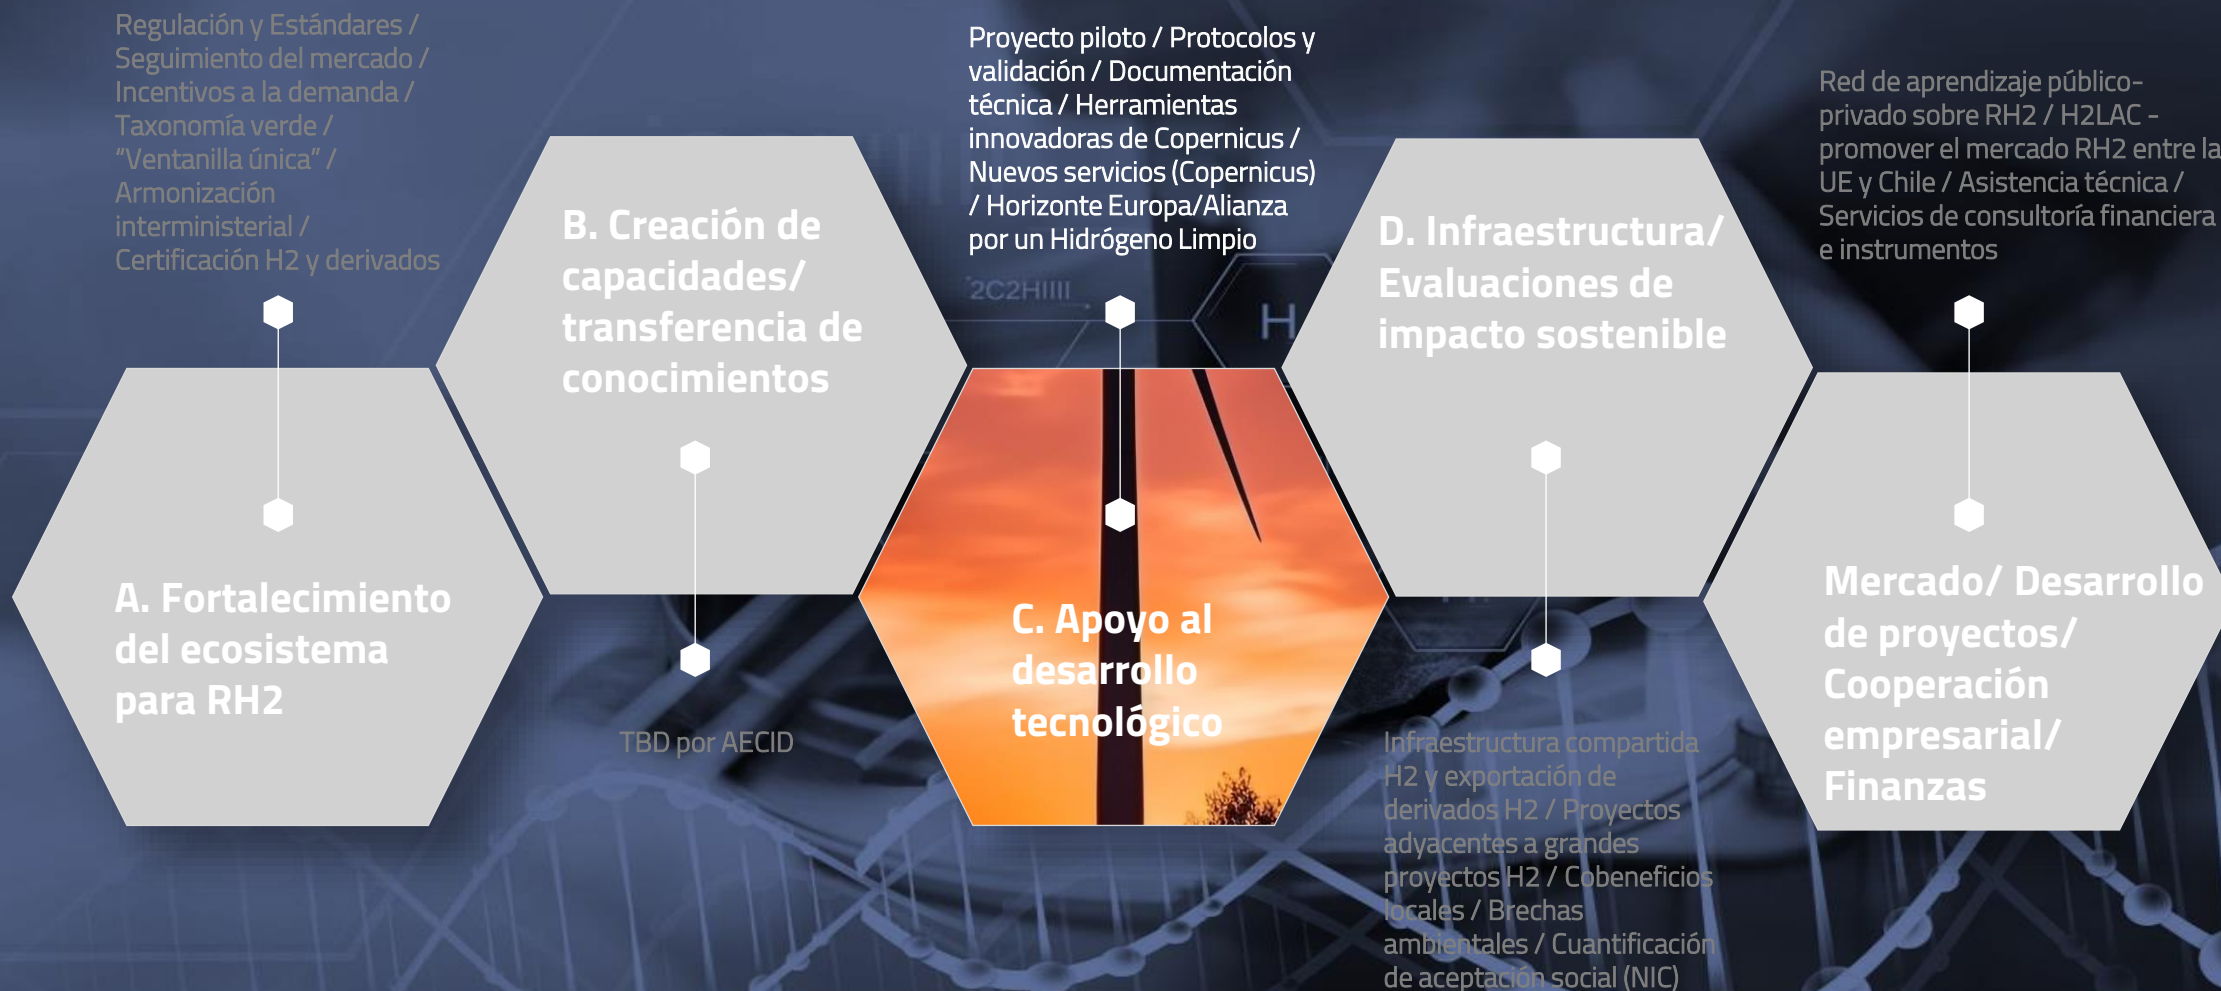 Regulación y Estándares /
Seguimiento del mercado /
Incentivos a la demanda /
Taxonomía verde /
“Ventanilla única” /
Armonización
interministerial /
Certificación H2 y derivados
A. Fortalecimiento
del ecosistema
para RH2
B. Creación de
capacidades/
transferencia de
conocimientos
TBD por AECID
Proyecto piloto / Protocolos y
validación / Documentación
técnica / Herramientas
innovadoras de Copernicus /
Nuevos servicios (Copernicus)
/ Horizonte Europa/Alianza
por un Hidrógeno Limpio
2C2HIIII
H
C. Apoyo al
desarrollo
tecnológico
D. Infraestructura/
Evaluaciones de
impacto sostenible
Infraestructura compartida
H2 y exportación de
derivados H2 / Proyectos
adyacentes a grandes
proyectos H2 / Cobeneficios
locales / Brechas
ambientales / Cuantificación
de aceptación social (NIC)
Red de aprendizaje público-
privado sobre RH2 / H2LAC -
promover el mercado RH2 entre la
UE y Chile / Asistencia técnica /
Servicios de consultoría financiera
e instrumentos
Mercado/ Desarrollo
de proyectos/
Cooperación
empresarial/
Finanzas